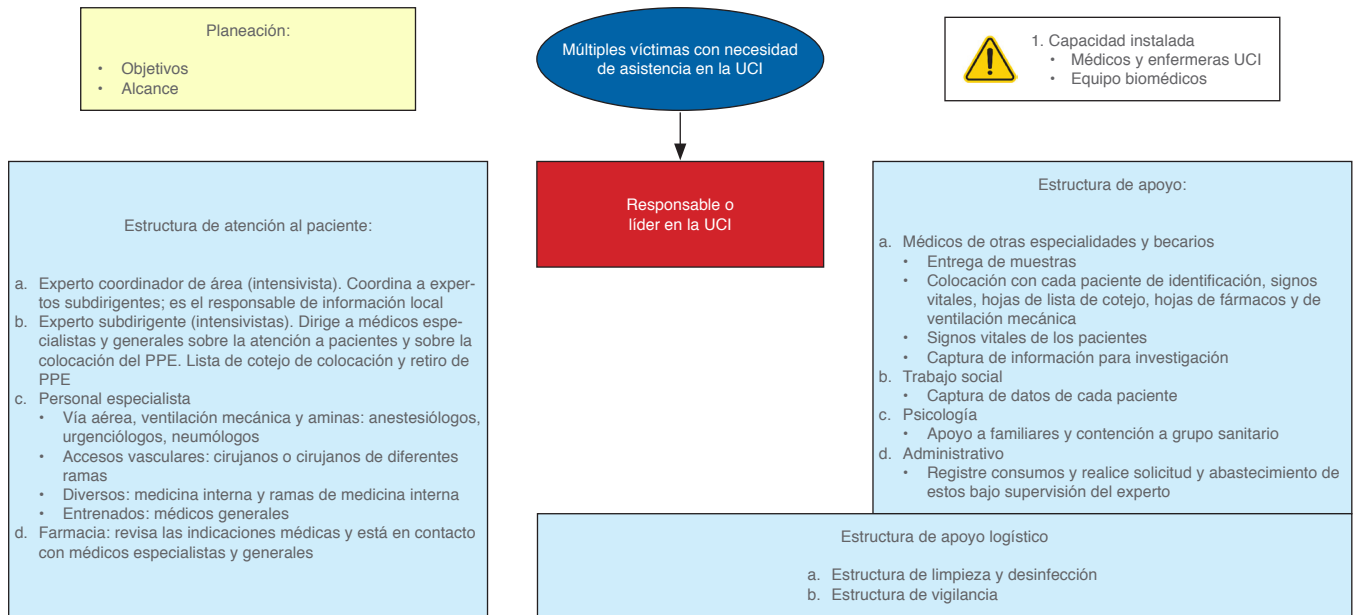 Planeación:
• Objetivos
• Alcance
Múltiples víctimas con necesidad
de asistencia en la UCI
1. Capacidad instalada
• Médicos y enfermeras UCI
• Equipo biomédicos
Estructura de atención al paciente:
a. Experto coordinador de área (intensivista). Coordina a exper-
tos subdirigentes; es el responsable de información local
b. Experto subdirigente (intensivistas). Dirige a médicos espe-
cialistas y generales sobre la atención a pacientes y sobre la
colocación del PPE. Lista de cotejo de colocación y retiro de
PPE
c. Personal especialista
• Vía aérea, ventilación mecánica y aminas: anestesiólogos,
urgenciólogos, neumólogos
• Accesos vasculares: cirujanos o cirujanos de diferentes
ramas
• Diversos: medicina interna y ramas de medicina interna
• Entrenados: médicos generales
d. Farmacia: revisa las indicaciones médicas y está en contacto
con médicos especialistas y generales
Responsable o
líder en la UCI
Estructura de apoyo:
a. Médicos de otras especialidades y becarios
• Entrega de muestras
• Colocación con cada paciente de identificación, signos
vitales, hojas de lista de cotejo, hojas de fármacos y de
ventilación mecánica
• Signos vitales de los pacientes
• Captura de información para investigación
b. Trabajo social
• Captura de datos de cada paciente
c. Psicología
• Apoyo a familiares y contención a grupo sanitario
d. Administrativo
• Registre consumos y realice solicitud y abastecimiento de
estos bajo supervisión del experto
Estructura de apoyo logístico
a. Estructura de limpieza y desinfección
b. Estructura de vigilancia